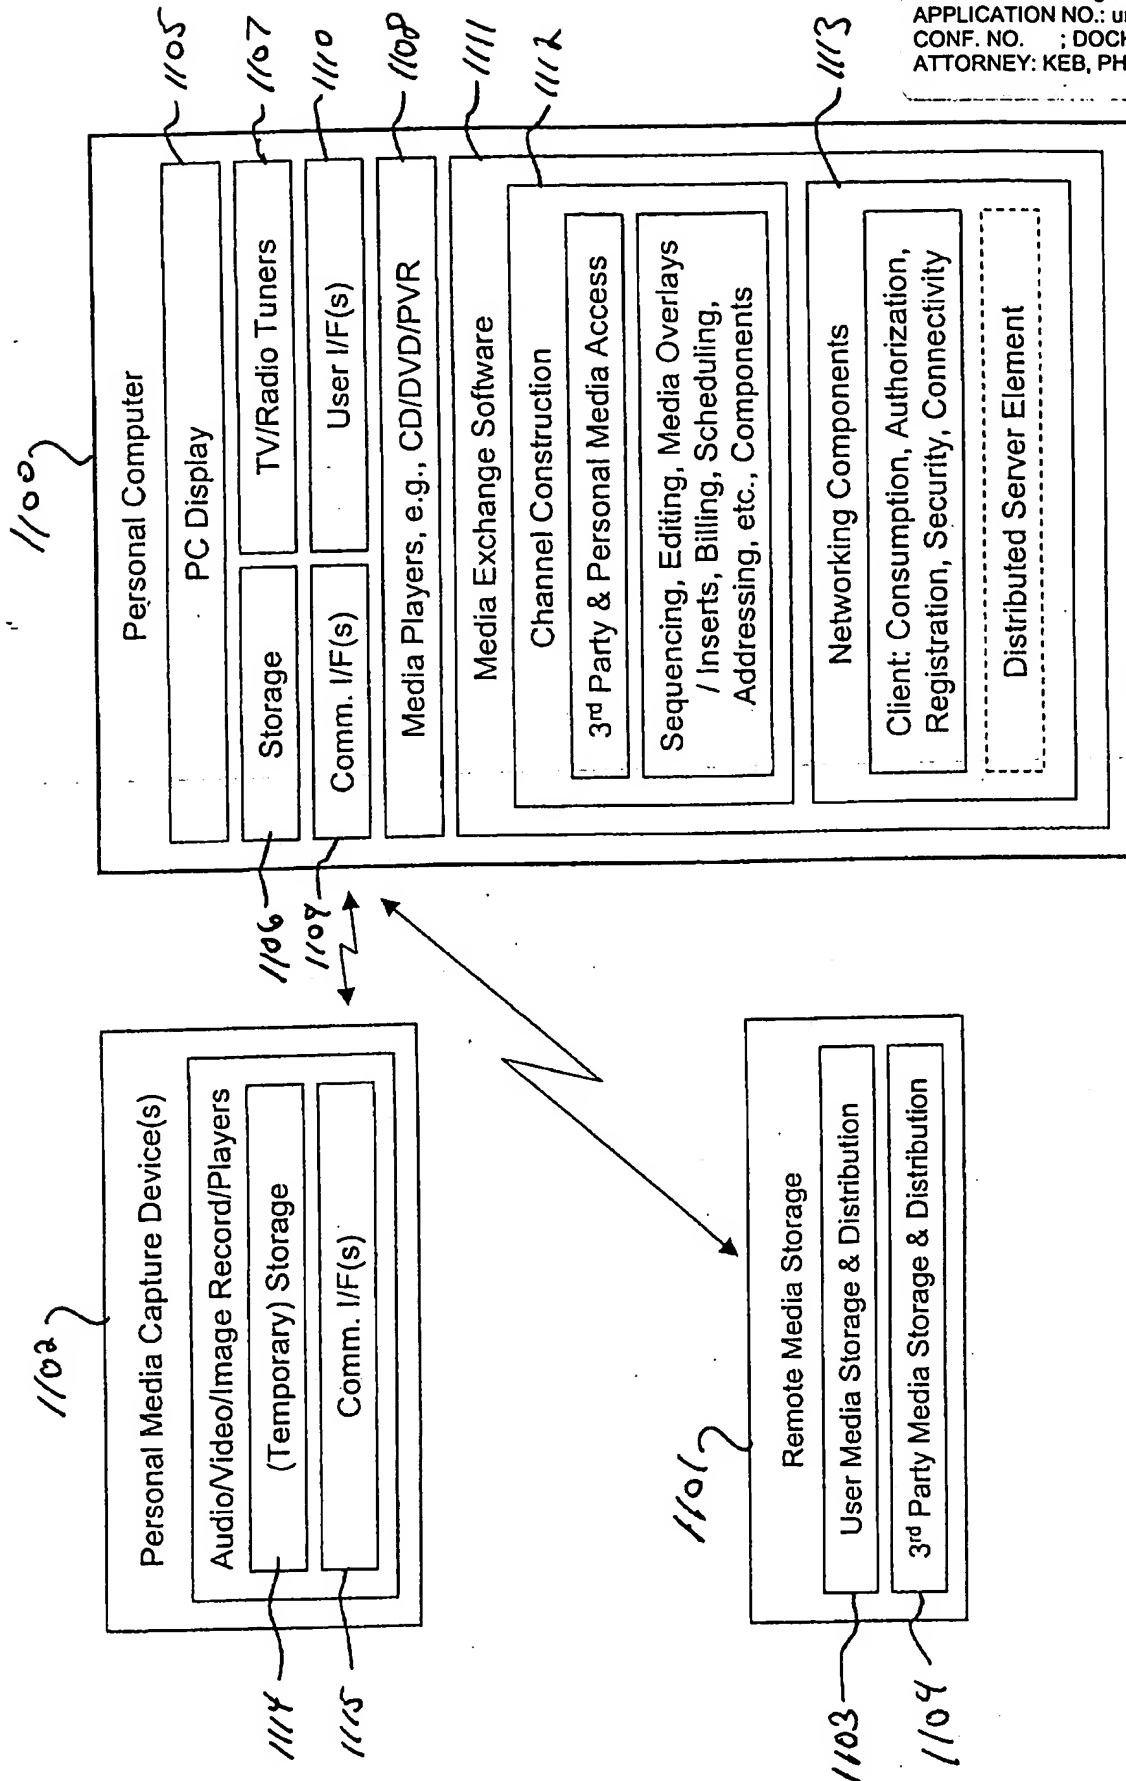 APPLICATION NO.:
CONF. NO. ; DOCK
ATTORNEY: KEB, PH
1100
Personal Computer
PC Display
1105
Storage
1106
TV/Radio Tuners
1107
Comm. I/F(s)
1109
User I/F(s)
1110
Media Players, e.g., CD/DVD/PVR
1108
Media Exchange Software
1111
Channel Construction
1112
3rd Party & Personal Media Access
Sequencing, Editing, Media Overlays
/ Inserts, Billing, Scheduling,
Addressing, etc., Components
Networking Components
1113
Client: Consumption, Authorization,
Registration, Security, Connectivity
Distributed Server Element
1102
Personal Media Capture Device(s)
Audio/Video/Image Record/Players
(Temporary) Storage
1114
Comm. I/F(s)
1115
1101
Remote Media Storage
User Media Storage & Distribution
1103
3rd Party Media Storage & Distribution
1104